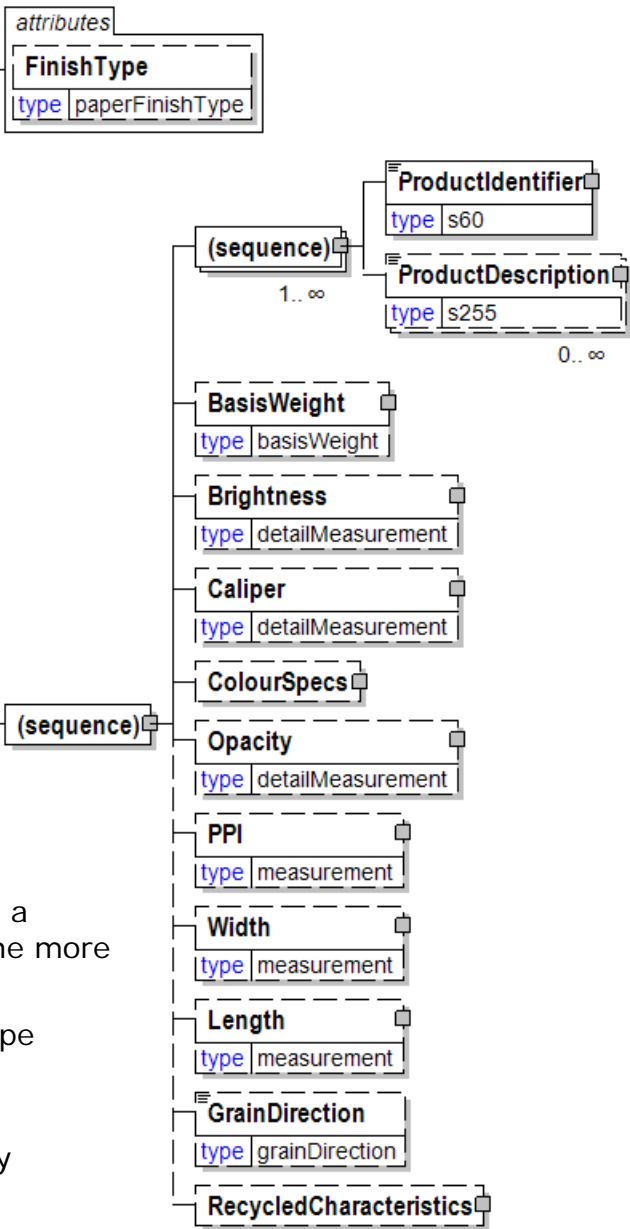 attributes
FinishType
type paperFinishType
ProductIdentifier
type s60
(sequence)
1.. ∞
ProductDescription
type s255
0.. ∞
BasisWeight
type basisWeight
Brightness
type detailMeasurement
Caliper
type detailMeasurement
ColourSpecs
(sequence)
Opacity
type detailMeasurement
PPI
type measurement
Width
type measurement
Length
type measurement
GrainDirection
type grainDirection
RecycledCharacteristics
a
more